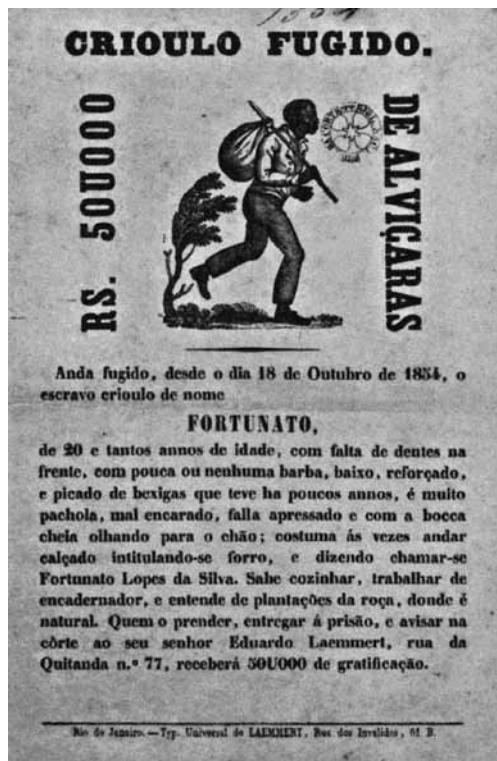 1854
CRIOULO FUGIDO.
RS. 50U000
DE ALVIÇARAS
Anda fugido, desde o dia 18 de Outubro de 1854, o
escravo crioulo de nome
FORTUNATO,
de 20 e tantos annos de idade, com falta de dentes na
frente, com pouca ou nenhuma barba, baixo, reforçado,
e picado de bexigas que teve ha poucos annos, é muito
pachola, mal encarado, falla apressado e com a bocca
cheia olhando para o chão; costuma ás vezes andar
calçado intitulando-se forro, e dizendo chamar-se
Fortunato Lopes da Silva. Sabe cozinhar, trabalhar de
encadernador, e entende de plantações da roça, donde é
natural. Quem o prender, entregar á prisão, e avisar na
côrte ao seu senhor Eduardo Laemmert, rua da
Quitanda n.º 77, receberá 50U000 de gratificação.
Rio de Janeiro. — Typ. Universal de LAEMMERT, Rua dos Invalidos, 61 B.